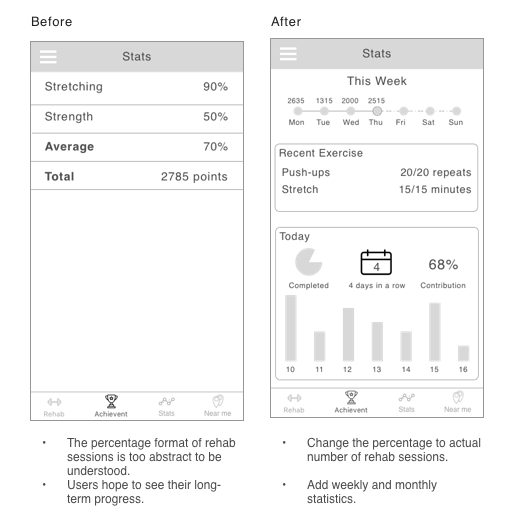 Before
Stats
Stretching 90%
Strength 50%
Average 70%
Total 2785 points
Rehab Achievent Stats Near me
• The percentage format of rehab
sessions is too abstract to be
understood.
• Users hope to see their long-
term progress.
After
Stats
This Week
2635 1315 2000 2515
Mon Tue Wed Thu Fri Sat Sun
Recent Exercise
Push-ups 20/20 repeats
Stretch 15/15 minutes
Today
4 68%
Completed 4 days in a row Contribution
10 11 12 13 14 15 16
Rehab Achievent Stats Near me
• Change the percentage to actual
number of rehab sessions.
• Add weekly and monthly
statistics.